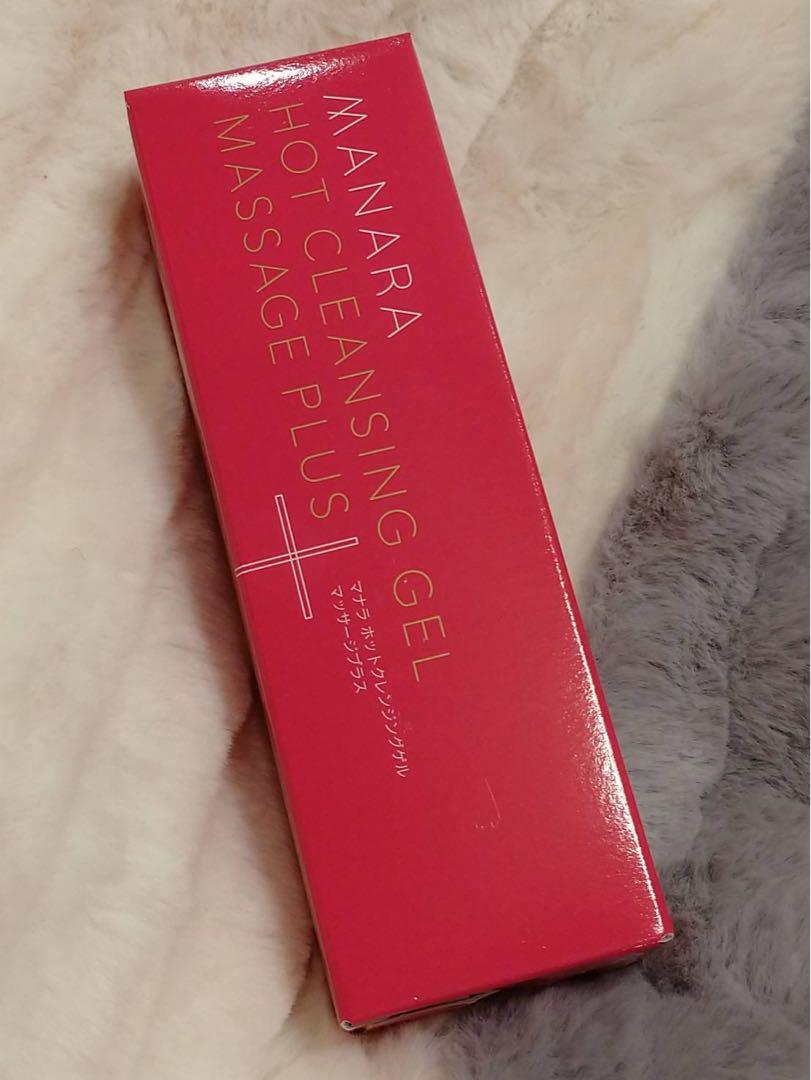 MANARA
HOT CLEANSING GEL
MASSAGE PLUS
マナラ ホットクレンジングゲル
マッサージプラス